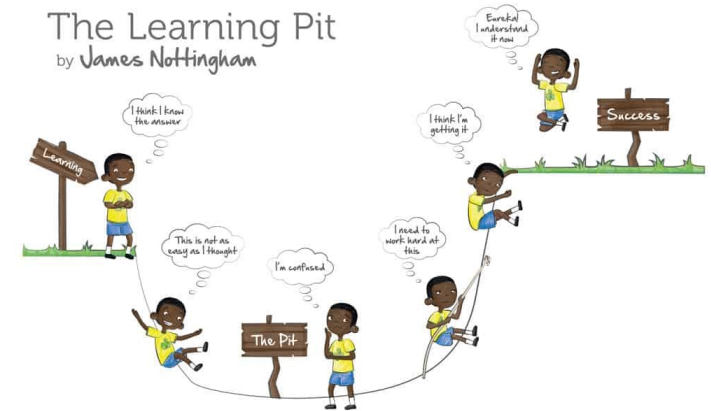 The Learning Pit
by James Nottingham
Eureka!
I understand
it now
I think I know
the answer
Learning
Success
I think I'm
getting it
This is not as
easy as I thought
I'm confused
I need to
work hard at
this
The Pit